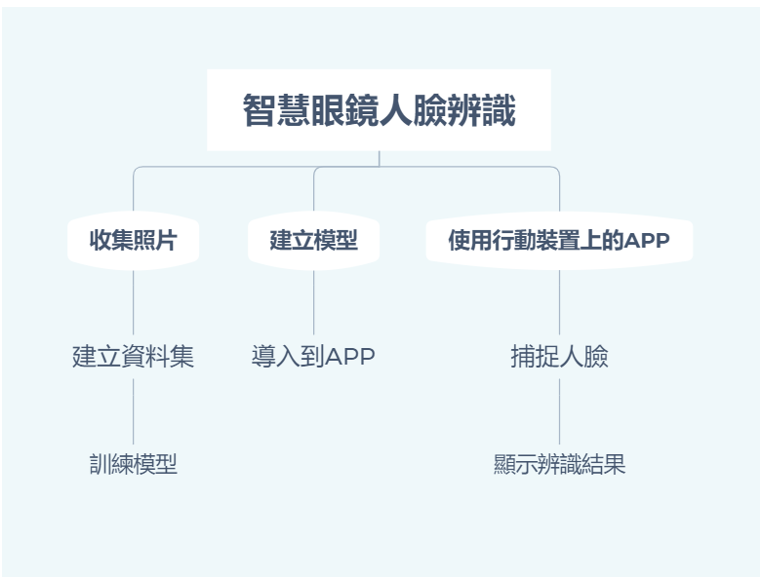 智慧眼鏡人臉辨識
收集照片
建立模型
使用行動裝置上的APP
建立資料集
導入到APP
捕捉人臉
訓練模型
顯示辨識結果